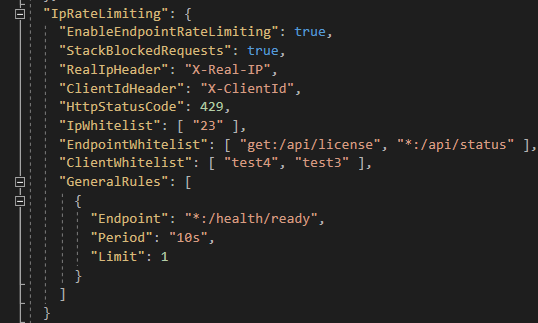 "IpRateLimiting": {
"EnableEndpointRateLimiting": true,
"StackBlockedRequests": true,
"RealIpHeader": "X-Real-IP",
"ClientIdHeader": "X-ClientId",
"HttpStatusCode": 429,
"IpWhitelist": [ "23" ],
"EndpointWhitelist": [ "get:/api/license", "*:/api/status" ],
"ClientWhitelist": [ "test4", "test3" ],
"GeneralRules": [
{
"Endpoint": "*:/health/ready",
"Period": "10s",
"Limit": 1
}
]
}